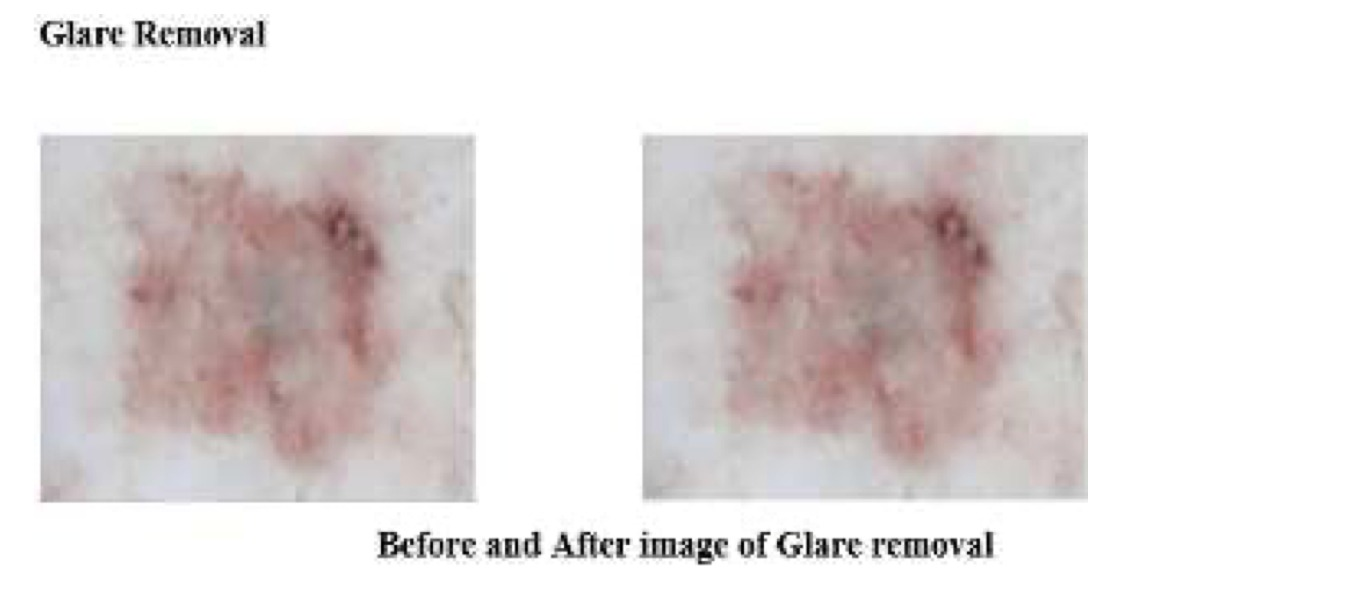 Glare Removal
Before and After image of Glare removal